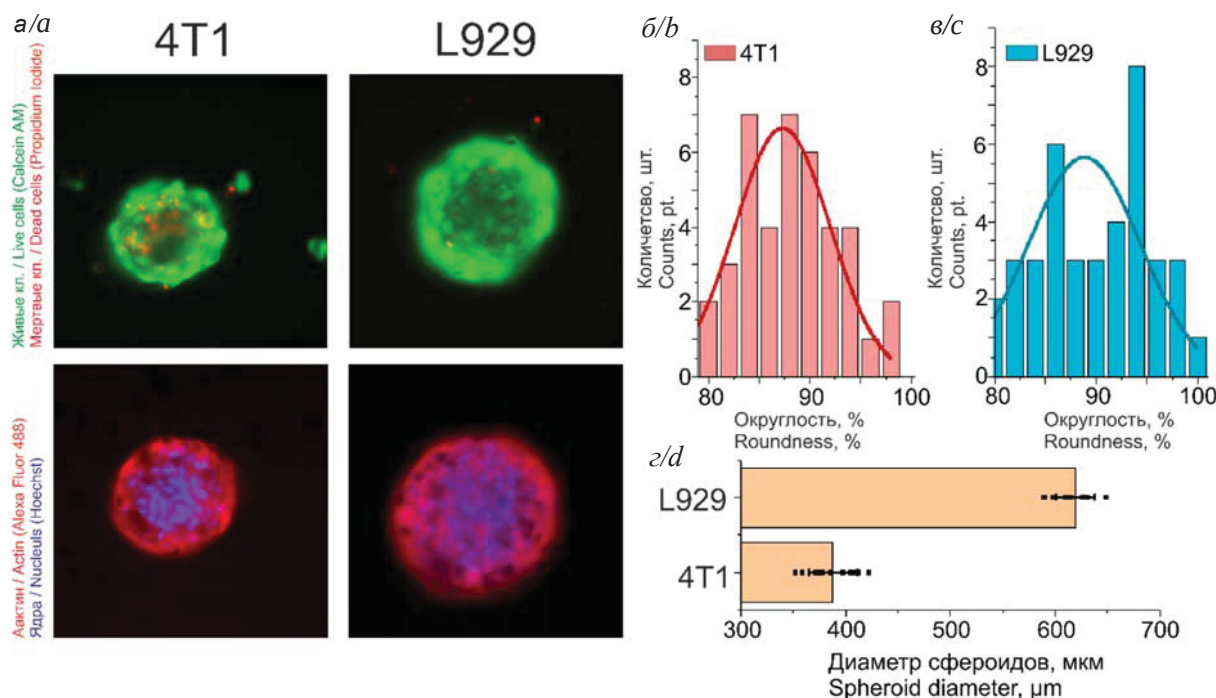 а/a
4T1
L929
Живые кл. / Live cells (Calcein AM)
Мертвые кл. / Dead cells (Propidium Iodide)
Аактин / Actin (Alexa Fluor 488)
Ядра / Nucleuls (Hoechst)
б/b
4T1
Количетсво, шт.
Counts, pt.
8
6
4
2
0
80
90
100
Округлость, %
Roundness, %
в/c
L929
Количетсво, шт.
Counts, pt.
8
6
4
2
0
80
90
100
Округлость, %
Roundness, %
г/d
L929
4T1
300
400
500
600
700
Диаметр сфероидов, мкм
Spheroid diameter, µm